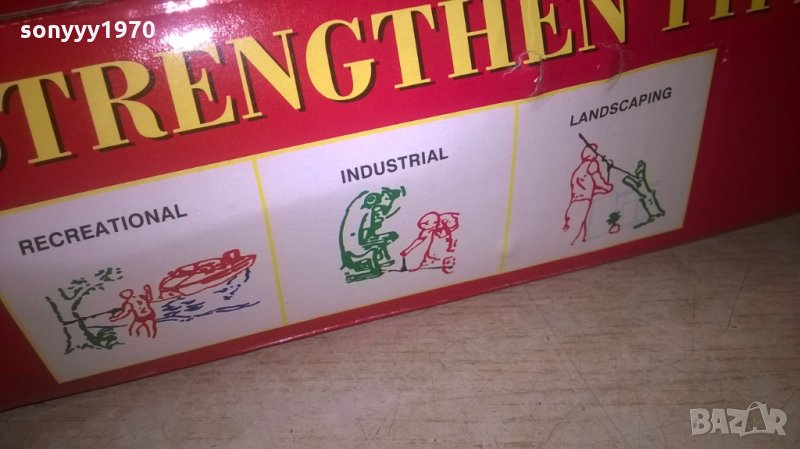 sonyyy1970
STRENGTHEN
RECREATIONAL
INDUSTRIAL
LANDSCAPING
BAZAR